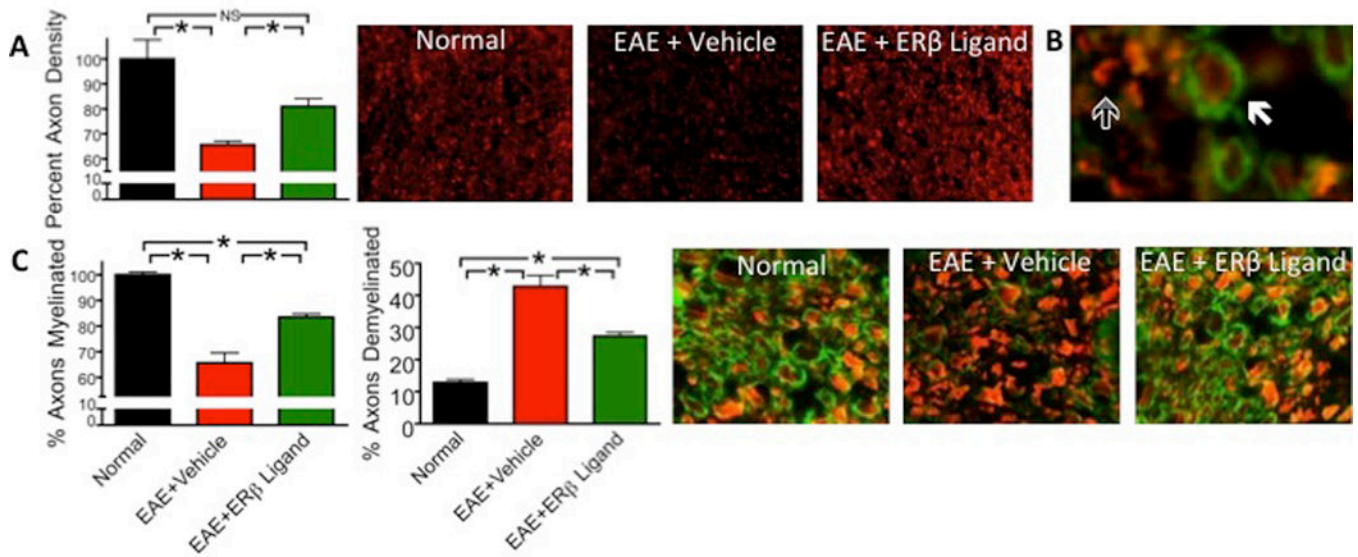 A
Percent Axon Density
100
90
80
70
60
10
0
NS
* *
Normal
EAE + Vehicle
EAE + ERβ Ligand
B
C
% Axons Myelinated
100
90
80
70
60
10
0
*
* *
Normal
EAE+Vehicle
EAE+ERβ Ligand
% Axons Demyelinated
50
40
30
20
10
0
*
* *
Normal
EAE+Vehicle
EAE+ERβ Ligand
Normal
EAE + Vehicle
EAE + ERβ Ligand